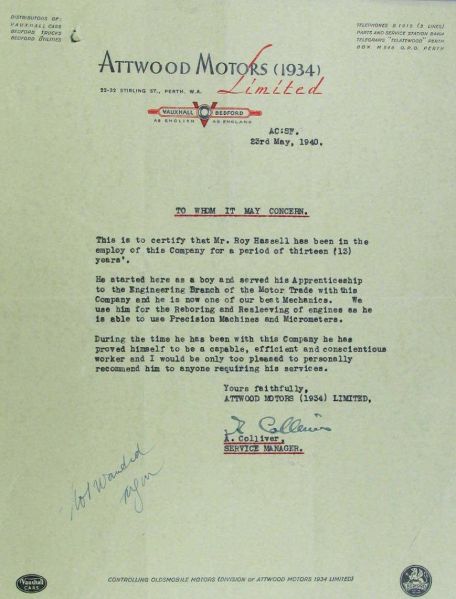 DISTRIBUTORS OF:
VAUXHALL CARS
BEDFORD TRUCKS
BEDFORD UTILITIES
TELEPHONES B 1015 (3 LINES)
PARTS AND SERVICE STATION
TELEGRAMS "TELATWOOD" PERTH
BOX M 946 G.P.O. PERTH
ATTWOOD MOTORS (1934)
Limited
22-32 STIRLING ST., PERTH, W.A.
VAUXHALL V BEDFORD
AS ENGLISH AS ENGLAND
AC:SF.
23rd May, 1940.
TO WHOM IT MAY CONCERN.
This is to certify that Mr. Roy Hassell has been in the
employ of this Company for a period of thirteen (13)
years'.
He started here as a boy and served his Apprenticeship
to the Engineering Branch of the Motor Trade with this
Company and he is now one of our best Mechanics. We
use him for the Reboring and Resleeving of engines as he
is able to use Precision Machines and Micrometers.
During the time he has been with this Company he has
proved himself to be a capable, efficient and conscientious
worker and I would be only too pleased to personally
recommend him to anyone requiring his services.
Yours faithfully,
ATTWOOD MOTORS (1934) LIMITED,
A. Colliver,
SERVICE MANAGER.
Not Wanted
Vauxhall
CARS
CONTROLLING OLDSMOBILE MOTORS (DIVISION OF ATTWOOD MOTORS 1934 LIMITED)